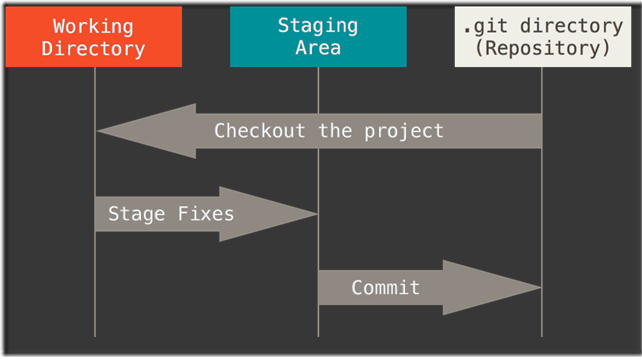 Working
Directory
Staging
Area
.git directory
(Repository)
Checkout the project
Stage Fixes
Commit